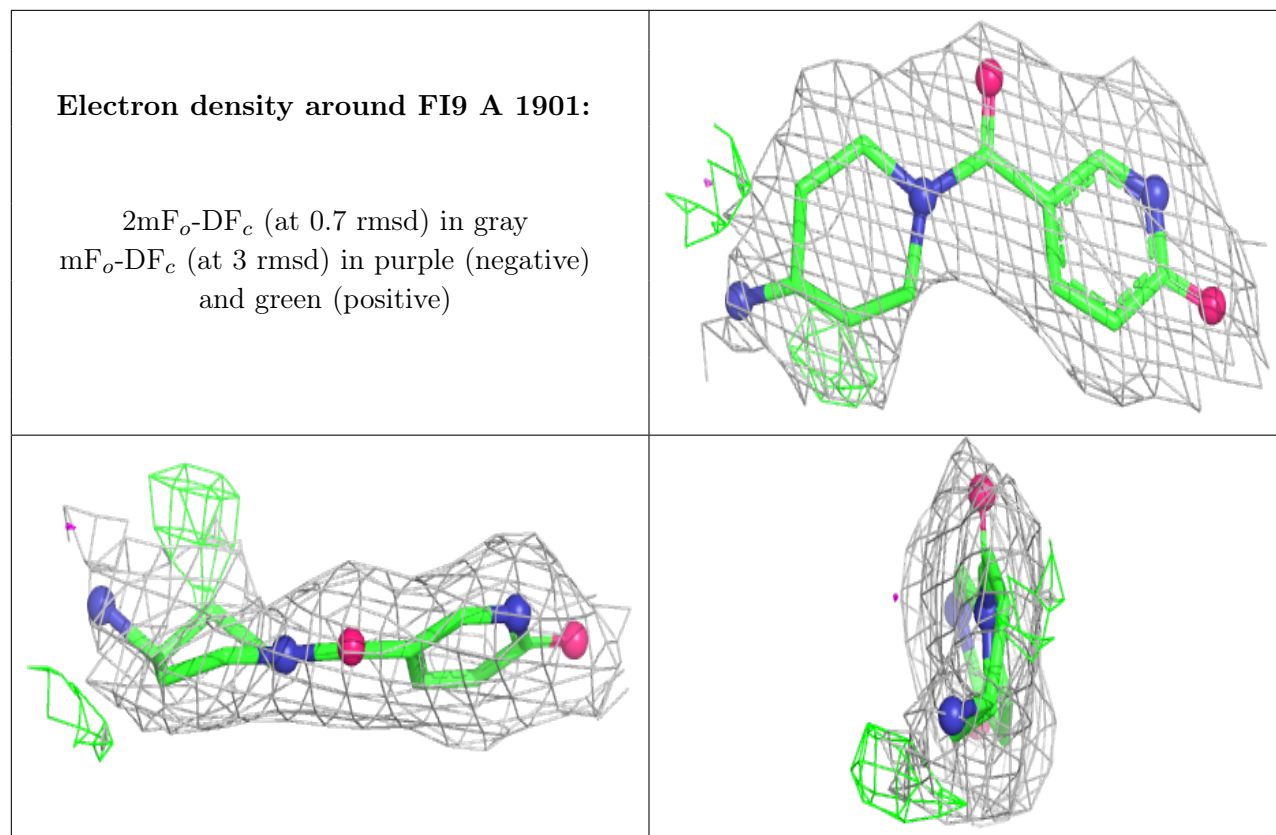 Electron density around FI9 A 1901:
2mFo-DFc (at 0.7 rmsd) in gray
mFo-DFc (at 3 rmsd) in purple (negative)
and green (positive)